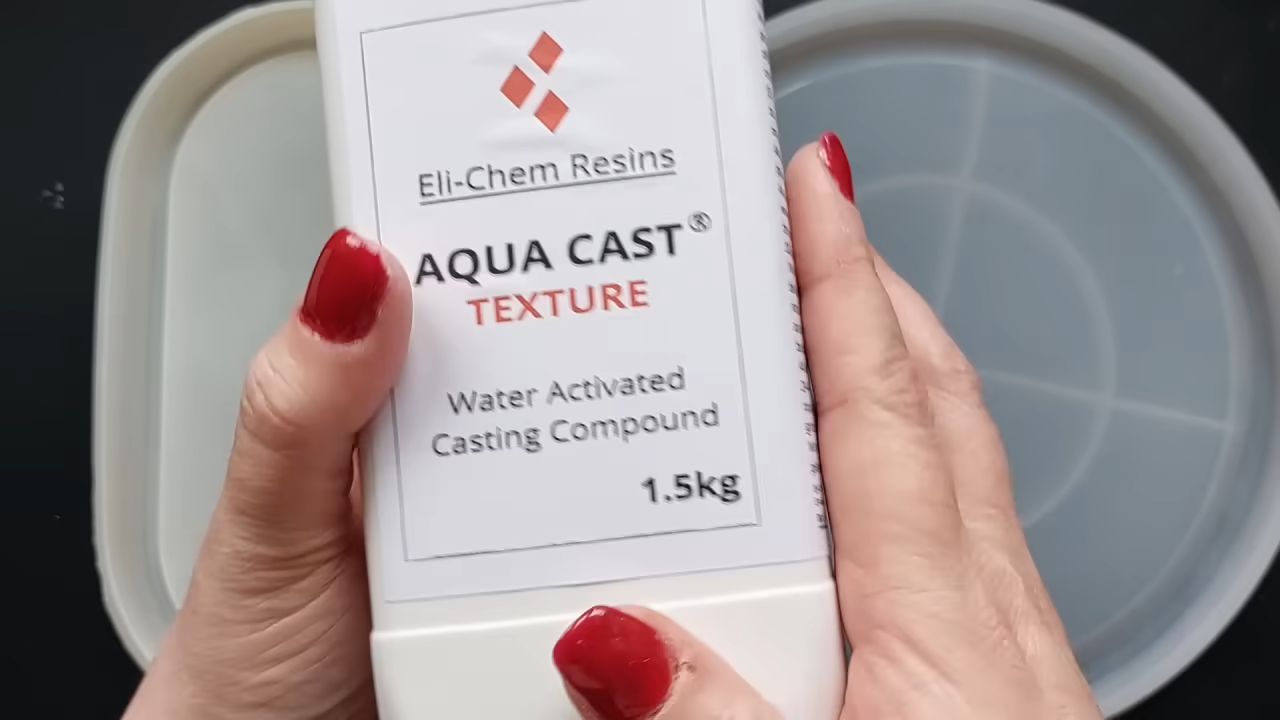 Eli-Chem Resins
AQUA CAST®
TEXTURE
Water Activated
Casting Compound
1.5kg